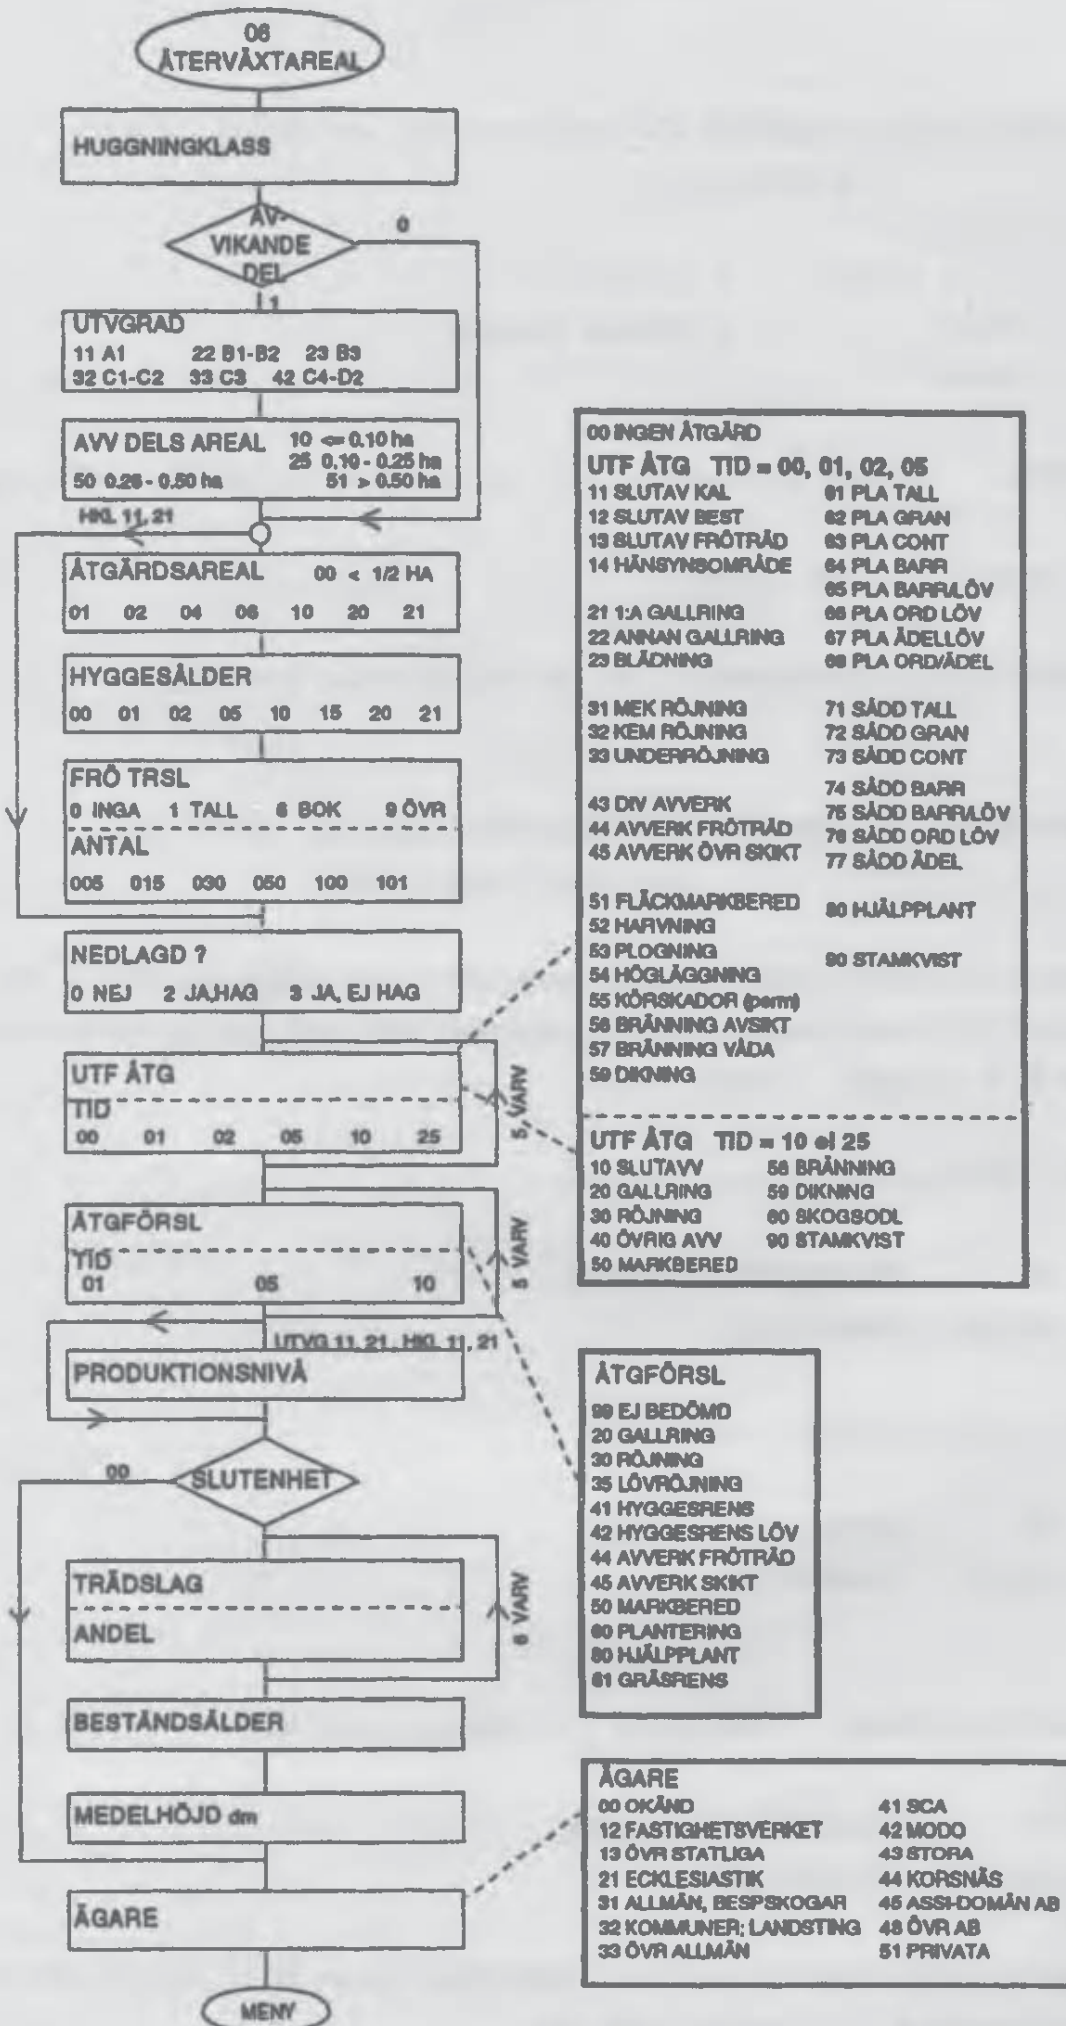 06
ÅTERVÄXTAREAL
HUGGNINGKLASS
AV-
VIKANDE
DEL
0
1
UTVGRAD
11 A1 22 B1-B2 23 B3
32 C1-C2 33 C3 42 C4-D2
AVV DELS AREAL 10 <= 0.10 ha
25 0.10 - 0.25 ha
50 0.26 - 0.50 ha 51 > 0.50 ha
HKL 11, 21
ÅTGÄRDSAREAL 00 < 1/2 HA
01 02 04 06 10 20 21
HYGGESÅLDER
00 01 02 05 10 15 20 21
FRÖ TRSL
0 INGA 1 TALL 6 BOK 9 ÖVR
ANTAL
005 015 030 050 100 101
NEDLAGD ?
0 NEJ 2 JA,HAG 3 JA, EJ HAG
UTF ÅTG
TID
00 01 02 05 10 25
5 VARV
ÅTGFÖRSL
TID
01 05 10
5 VARV
UTVG 11, 21, HKL 11, 21
PRODUKTIONSNIVÅ
00
SLUTENHET
TRÄDSLAG
ANDEL
6 VARV
BESTÅNDSÅLDER
MEDELHÖJD dm
ÄGARE
MENY
00 INGEN ÅTGÄRD
UTF ÅTG TID = 00, 01, 02, 05
11 SLUTAV KAL 61 PLA TALL
12 SLUTAV BEST 62 PLA GRAN
13 SLUTAV FRÖTRÄD 63 PLA CONT
14 HÄNSYNSOMRÅDE 64 PLA BARR
65 PLA BARR/LÖV
21 1:A GALLRING 66 PLA ORD LÖV
22 ANNAN GALLRING 67 PLA ÄDELLÖV
23 BLÄDNING 68 PLA ORD/ÄDEL
31 MEK RÖJNING 71 SÅDD TALL
32 KEM RÖJNING 72 SÅDD GRAN
33 UNDERRÖJNING 73 SÅDD CONT
74 SÅDD BARR
43 DIV AVVERK 75 SÅDD BARR/LÖV
44 AVVERK FRÖTRÄD 76 SÅDD ORD LÖV
45 AVVERK ÖVR SKIKT 77 SÅDD ÄDEL
51 FLÄCKMARKBERED 80 HJÄLPPLANT
52 HARVNING
53 PLOGNING 90 STAMKVIST
54 HÖGLÄGGNING
55 KÖRSKADOR (perm)
56 BRÄNNING AVSIKT
57 BRÄNNING VÅDA
59 DIKNING
UTF ÅTG TID = 10 el 25
10 SLUTAVV 56 BRÄNNING
20 GALLRING 59 DIKNING
30 RÖJNING 60 SKOGSODL
40 ÖVRIG AVV 90 STAMKVIST
50 MARKBERED
ÅTGFÖRSL
99 EJ BEDÖMD
20 GALLRING
30 RÖJNING
35 LÖVRÖJNING
41 HYGGESRENS
42 HYGGESRENS LÖV
44 AVVERK FRÖTRÄD
45 AVVERK SKIKT
50 MARKBERED
60 PLANTERING
80 HJÄLPPLANT
81 GRÄSRENS
ÄGARE
00 OKÄND 41 SCA
12 FASTIGHETSVERKET 42 MODO
13 ÖVR STATLIGA 43 STORA
21 ECKLESIASTIK 44 KORSNÄS
31 ALLMÄN, BESPSKOGAR 45 ASSI-DOMÄN AB
32 KOMMUNER; LANDSTING 48 ÖVR AB
33 ÖVR ALLMÄN 51 PRIVATA